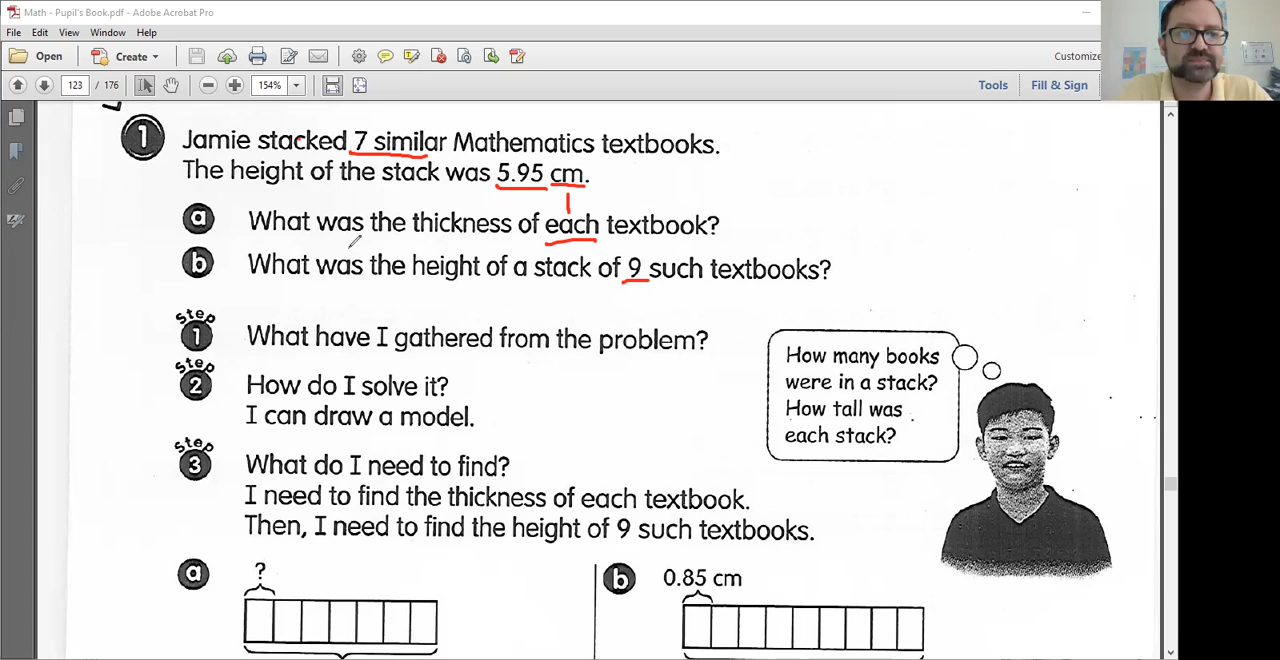 Math - Pupil's Book.pdf - Adobe Acrobat Pro
File Edit View Window Help
Open Create Customize
123 / 176 154% Tools Fill & Sign
1 Jamie stacked 7 similar Mathematics textbooks.
The height of the stack was 5.95 cm.
a What was the thickness of each textbook?
b What was the height of a stack of 9 such textbooks?
Step 1 What have I gathered from the problem?
Step 2 How do I solve it?
I can draw a model.
How many books
were in a stack?
How tall was
each stack?
Step 3 What do I need to find?
I need to find the thickness of each textbook.
Then, I need to find the height of 9 such textbooks.
a ?
b 0.85 cm